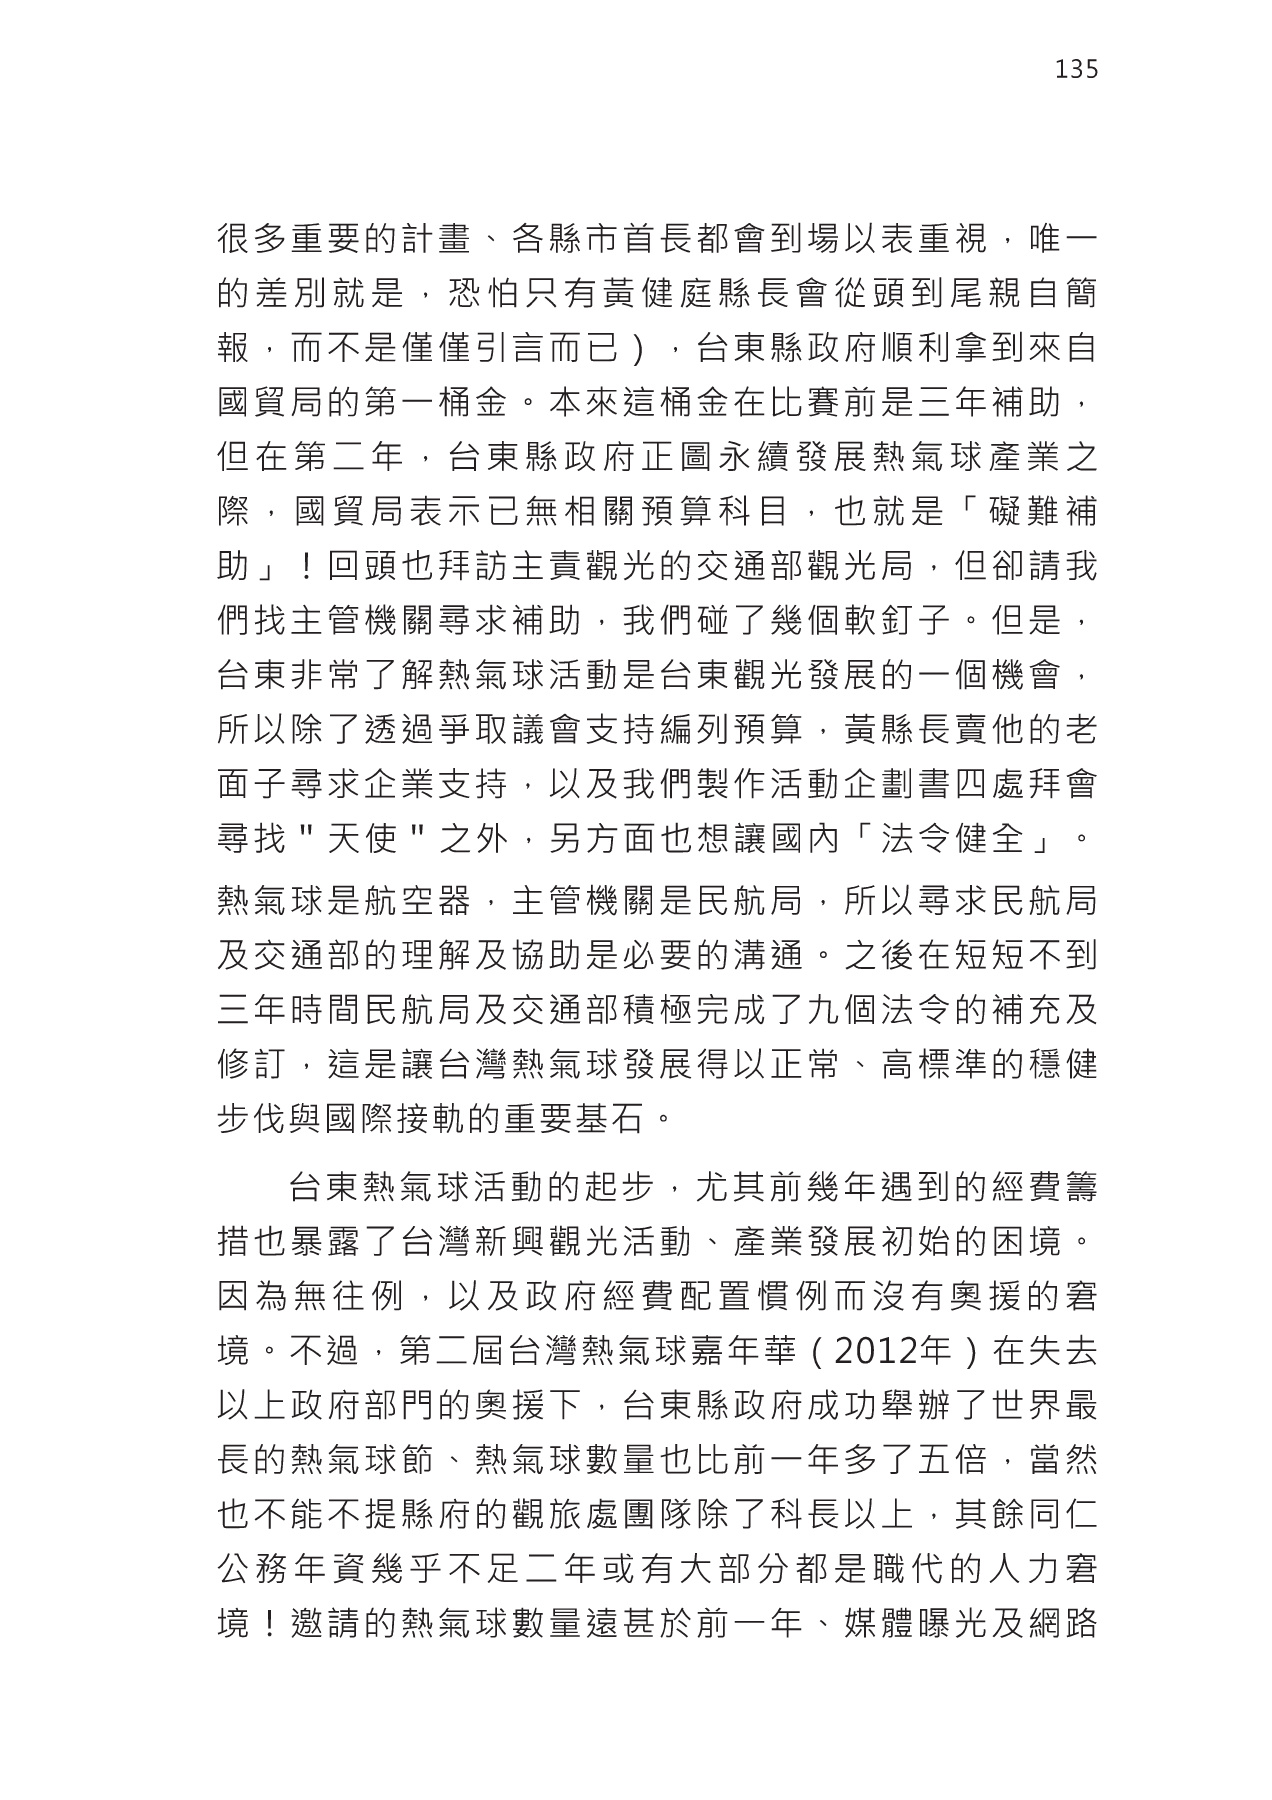 135
很多重要的計畫、各縣市首長都會到場以表重視，唯一
的差別就是，恐怕只有黃健庭縣長會從頭到尾親自簡
報，而不是僅僅引言而已），台東縣政府順利拿到來自
國貿局的第一桶金。本來這桶金在比賽前是三年補助，
但在第二年，台東縣政府正圖永續發展熱氣球產業之
際，國貿局表示已無相關預算科目，也就是「礙難補
助」！回頭也拜訪主責觀光的交通部觀光局，但卻請我
們找主管機關尋求補助，我們碰了幾個軟釘子。但是，
台東非常了解熱氣球活動是台東觀光發展的一個機會，
所以除了透過爭取議會支持編列預算，黃縣長賣他的老
面子尋求企業支持，以及我們製作活動企劃書四處拜會
尋找＂天使＂之外，另方面也想讓國內「法令健全」。
熱氣球是航空器，主管機關是民航局，所以尋求民航局
及交通部的理解及協助是必要的溝通。之後在短短不到
三年時間民航局及交通部積極完成了九個法令的補充及
修訂，這是讓台灣熱氣球發展得以正常、高標準的穩健
步伐與國際接軌的重要基石。
台東熱氣球活動的起步，尤其前幾年遇到的經費籌
措也暴露了台灣新興觀光活動、產業發展初始的困境。
因為無往例，以及政府經費配置慣例而沒有奧援的窘
境。不過，第二屆台灣熱氣球嘉年華（2012年）在失去
以上政府部門的奧援下，台東縣政府成功舉辦了世界最
長的熱氣球節、熱氣球數量也比前一年多了五倍，當然
也不能不提縣府的觀旅處團隊除了科長以上，其餘同仁
公務年資幾乎不足二年或有大部分都是職代的人力窘
境！邀請的熱氣球數量遠甚於前一年、媒體曝光及網路